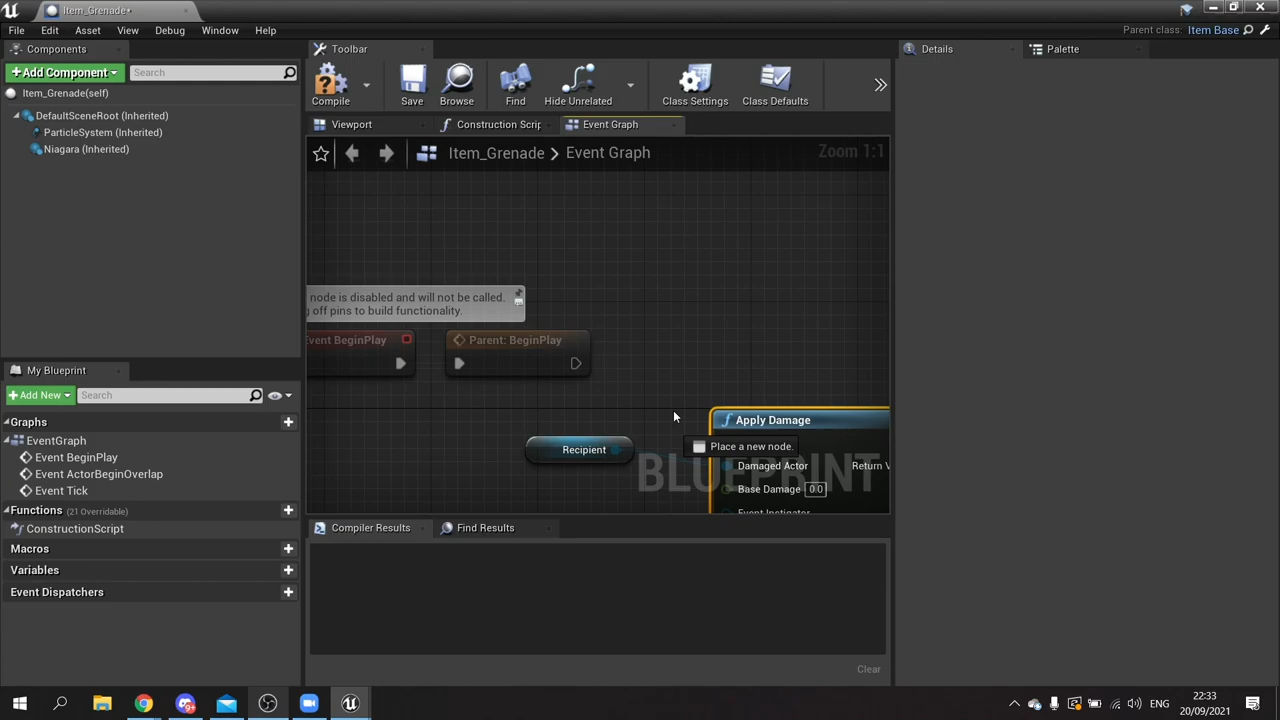 Item_Grenade*
File
Edit
Asset
View
Debug
Window
Help
Parent class:
Item Base
Components
Toolbar
Details
Palette
+Add Component
Search
Item_Grenade(self)
DefaultSceneRoot (Inherited)
ParticleSystem (Inherited)
Niagara (Inherited)
Compile
Save
Browse
Find
Hide Unrelated
Class Settings
Class Defaults
Viewport
Construction Scrip
Event Graph
Item_Grenade
Event Graph
Zoom 1:1
node is disabled and will not be called.
g off pins to build functionality.
Event BeginPlay
Parent: BeginPlay
Recipient
Apply Damage
Place a new node.
BLUEPRINT
Damaged Actor
Return V
Base Damage
0.0
Event Instigator
My Blueprint
+Add New
Search
Graphs
EventGraph
Event BeginPlay
Event ActorBeginOverlap
Event Tick
Functions
(21 Overridable)
ConstructionScript
Macros
Variables
Event Dispatchers
Compiler Results
Find Results
Clear
ENG
22:33
20/09/2021